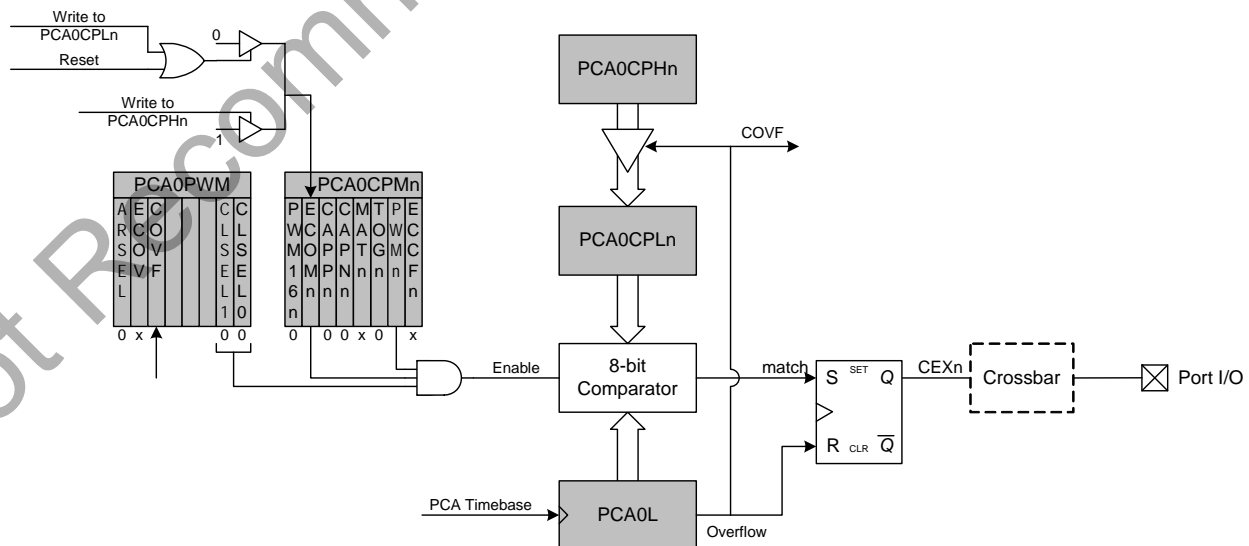 Write to
PCA0CPLn
Reset
0
Write to
PCA0CPHn
1
PCA0CPHn
COVF
PCA0PWM
ARSEL
ECOV
COVF
CLSEL1
CLSEL0
0 x 0 0
PCA0CPMn
PWM16n
ECOMn
CAPPn
CAPNn
MATn
TOGn
PWMn
ECCFn
0 0 0 x 0 x
PCA0CPLn
Enable
8-bit
Comparator
match
S SET Q
R CLR Q
CEXn
Crossbar
Port I/O
PCA Timebase
PCA0L
Overflow